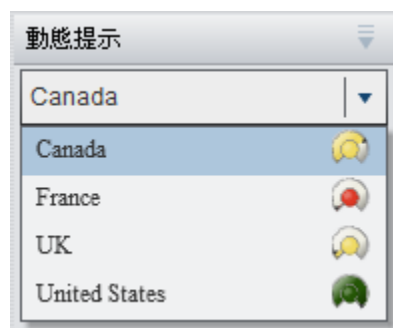 動態提示
Canada
Canada
France
UK
United States